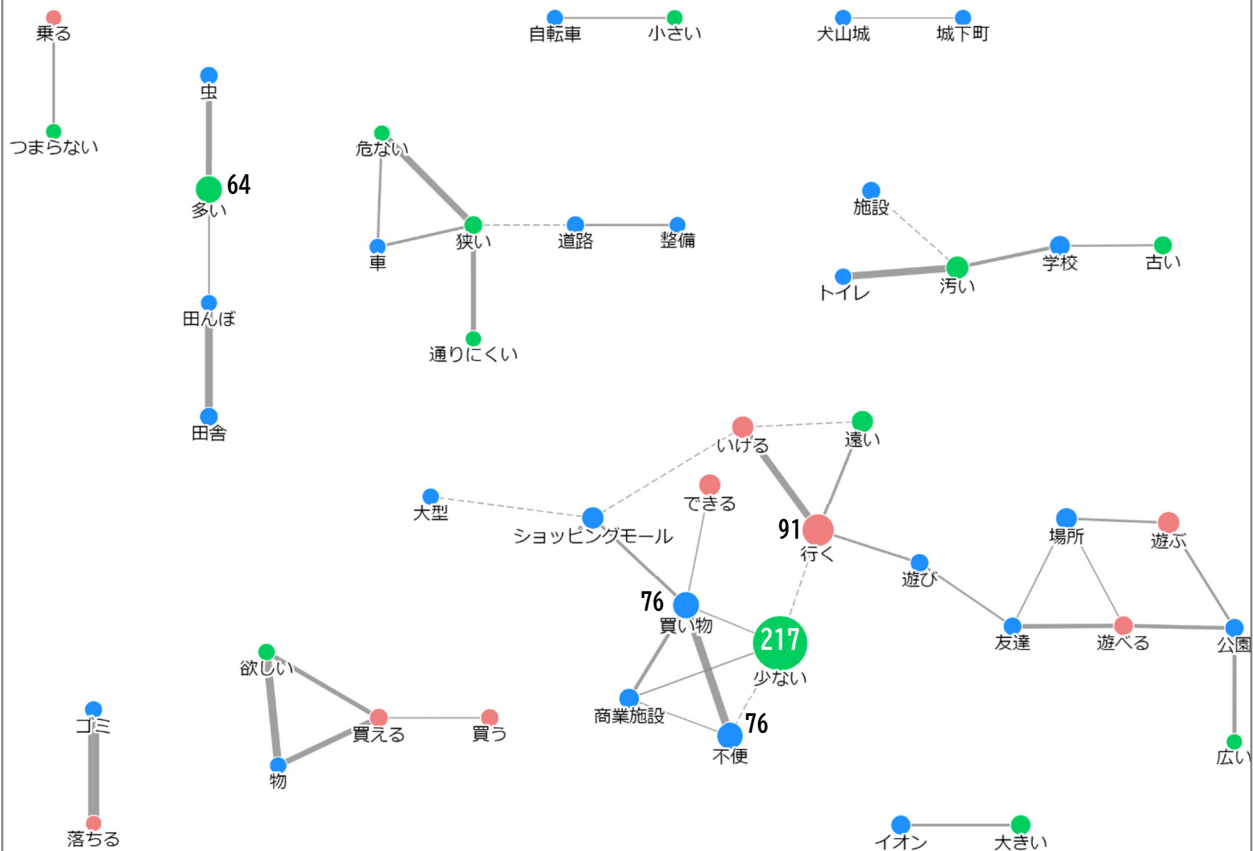 乗る
自転車
小さい
犬山城
城下町
虫
つまらない
危ない
64
多い
施設
狭い
道路
整備
車
学校
古い
汚い
トイレ
田んぼ
通りにくい
田舎
いける
遠い
できる
大型
ショッピングモール
91
行く
場所
遊ぶ
遊び
76
買い物
217
少ない
友達
遊べる
公園
欲しい
商業施設
76
不便
ゴミ
買える
買う
物
広い
落ちる
イオン
大きい